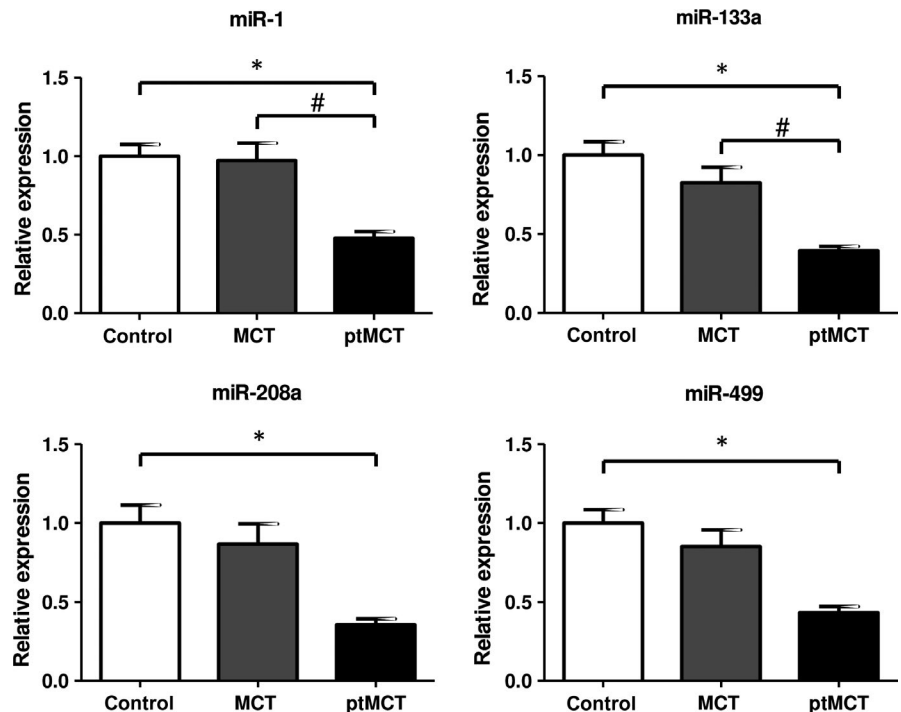 miR-1
*
#
Relative expression
1.5
1.0
0.5
0.0
Control MCT ptMCT
miR-133a
*
#
Relative expression
1.5
1.0
0.5
0.0
Control MCT ptMCT
miR-208a
*
Relative expression
1.5
1.0
0.5
0.0
Control MCT ptMCT
miR-499
*
Relative expression
1.5
1.0
0.5
0.0
Control MCT ptMCT